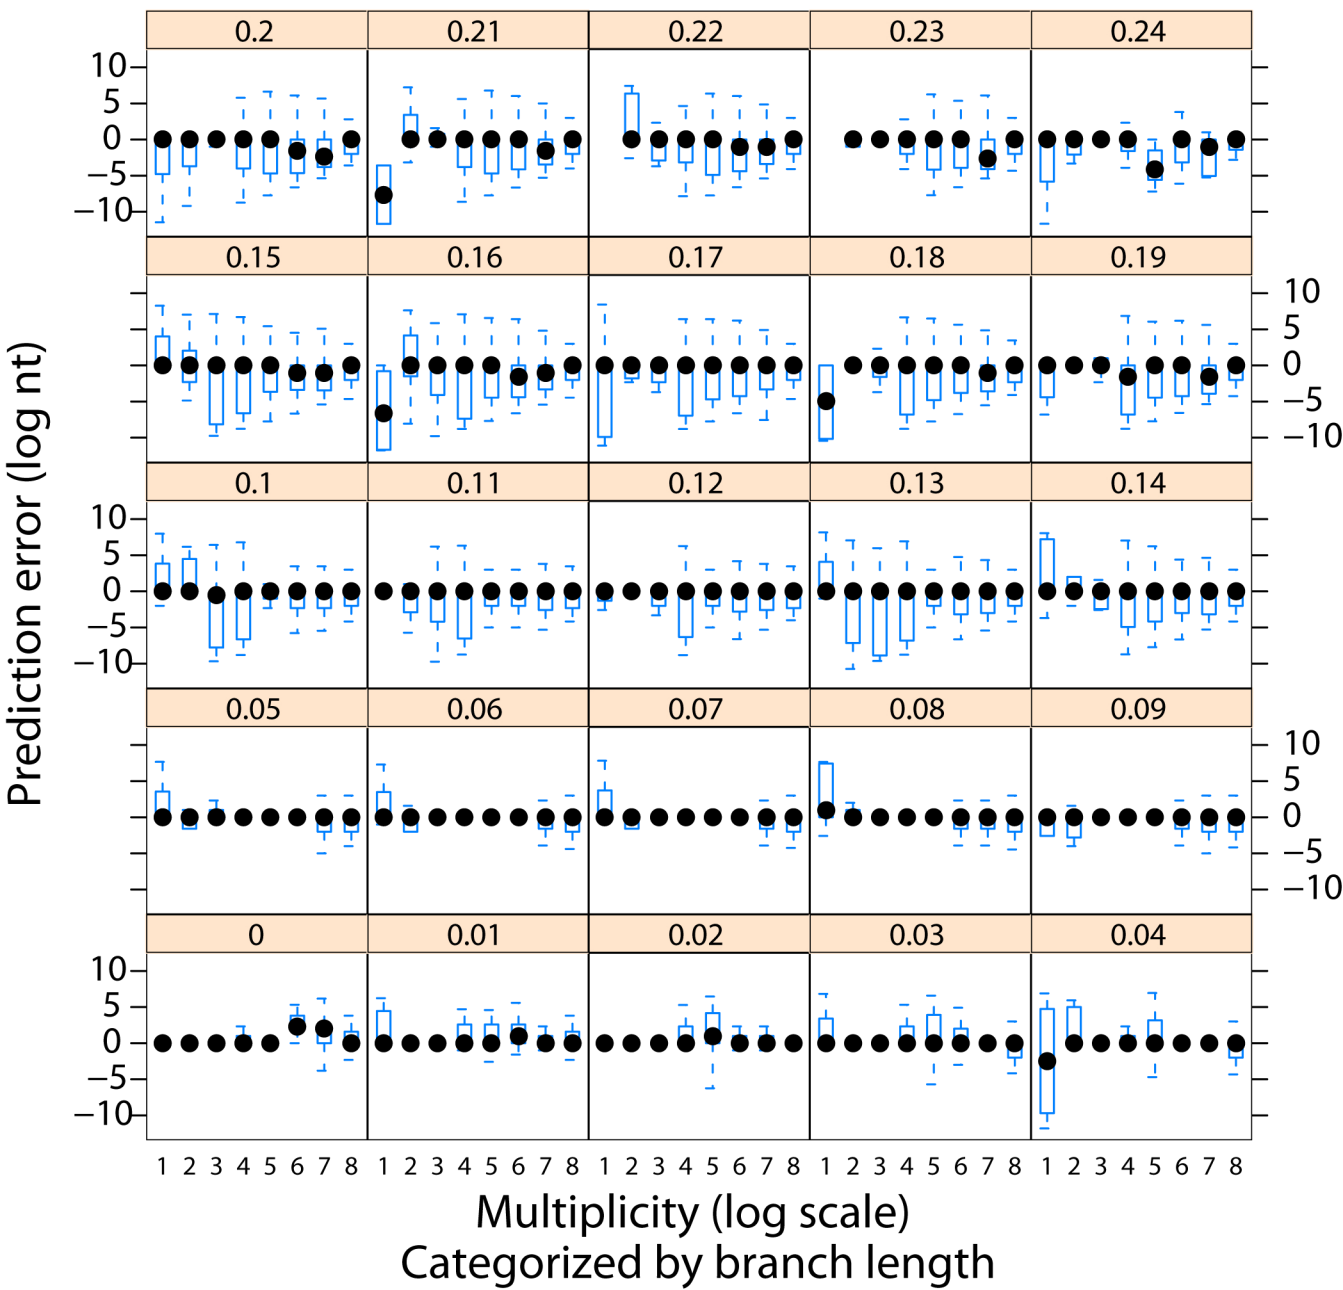 0.2 0.21 0.22 0.23 0.24
10
5
0
−5
−10
0.15 0.16 0.17 0.18 0.19
10
5
0
−5
−10
0.1 0.11 0.12 0.13 0.14
10
5
0
−5
−10
0.05 0.06 0.07 0.08 0.09
10
5
0
−5
−10
0 0.01 0.02 0.03 0.04
10
5
0
−5
−10
Prediction error (log nt)
1 2 3 4 5 6 7 8 1 2 3 4 5 6 7 8 1 2 3 4 5 6 7 8 1 2 3 4 5 6 7 8 1 2 3 4 5 6 7 8
Multiplicity (log scale)
Categorized by branch length